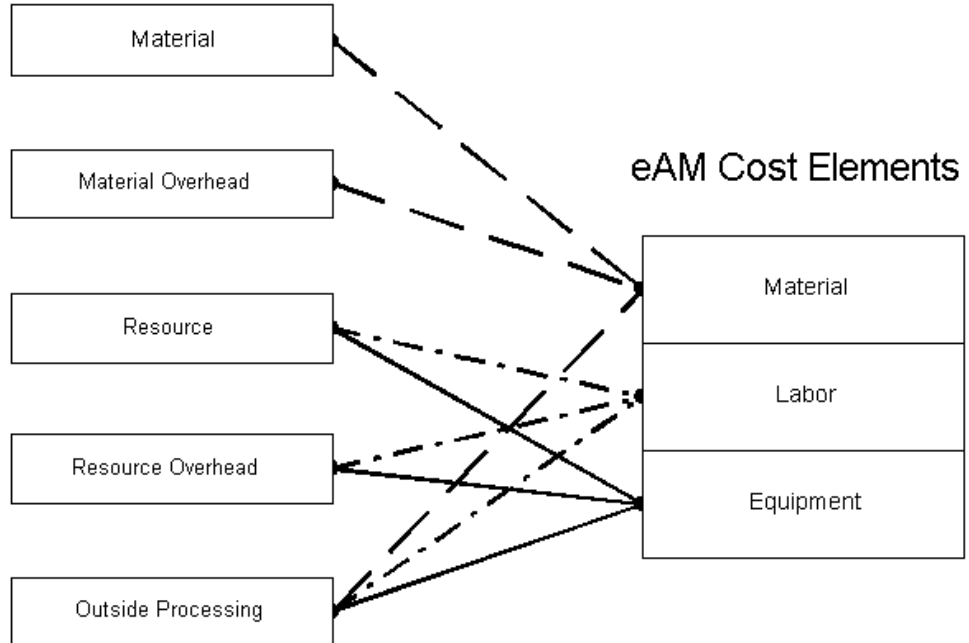 Material
Material Overhead
Resource
Resource Overhead
Outside Processing
eAM Cost Elements
Material
Labor
Equipment